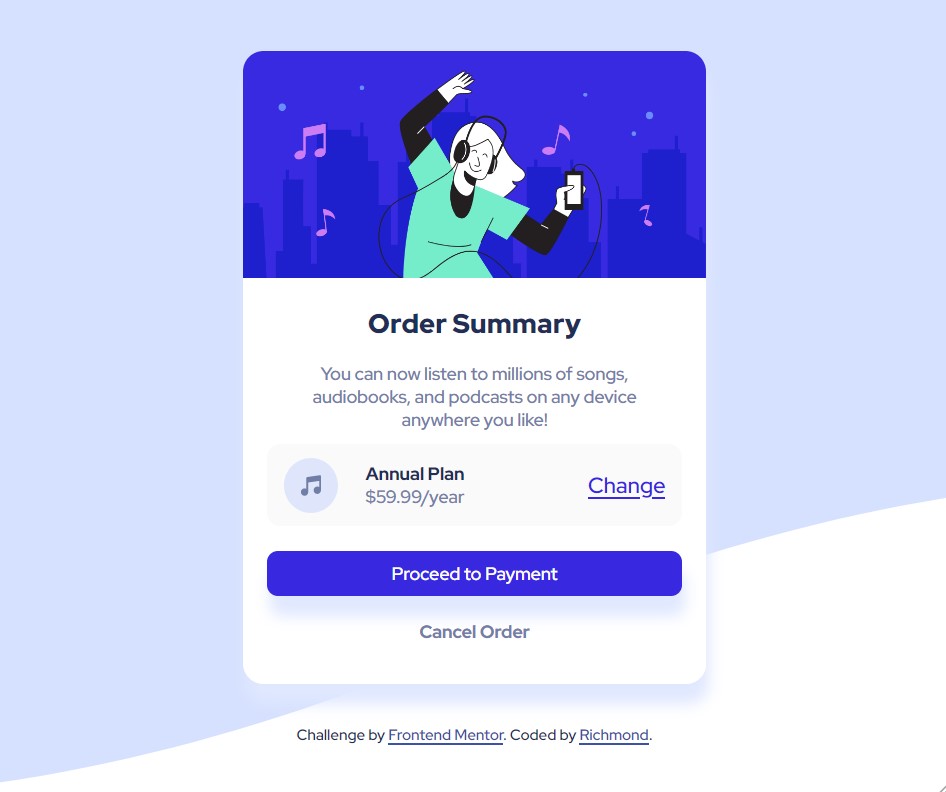 Order Summary
You can now listen to millions of songs,
audiobooks, and podcasts on any device
anywhere you like!
Annual Plan
$59.99/year
Change
Proceed to Payment
Cancel Order
Challenge by Frontend Mentor. Coded by Richmond.